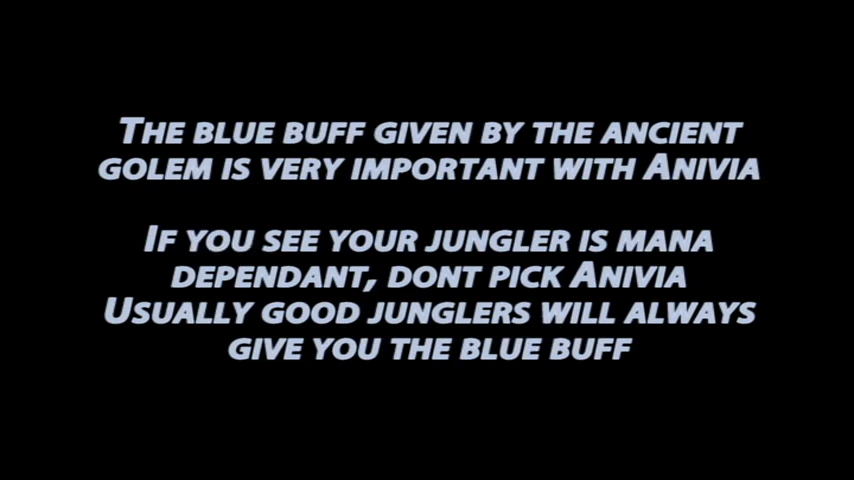 The blue buff given by the ancient
golem is very important with Anivia
If you see your jungler is mana
dependant, dont pick Anivia
Usually good junglers will always
give you the blue buff